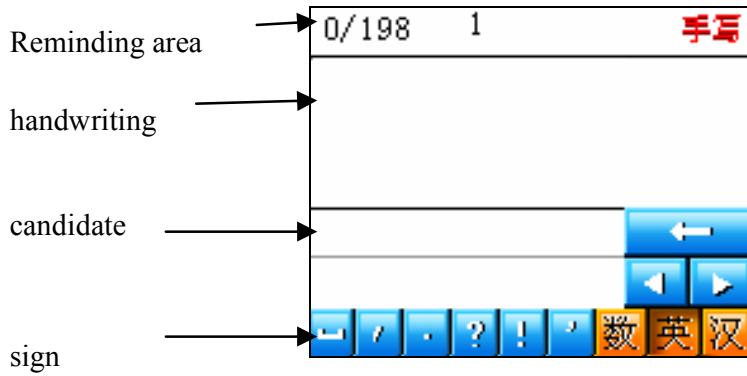 Reminding area
0/198 1 手写
handwriting
candidate
sign
␣ , . ? ! ' 数 英 汉